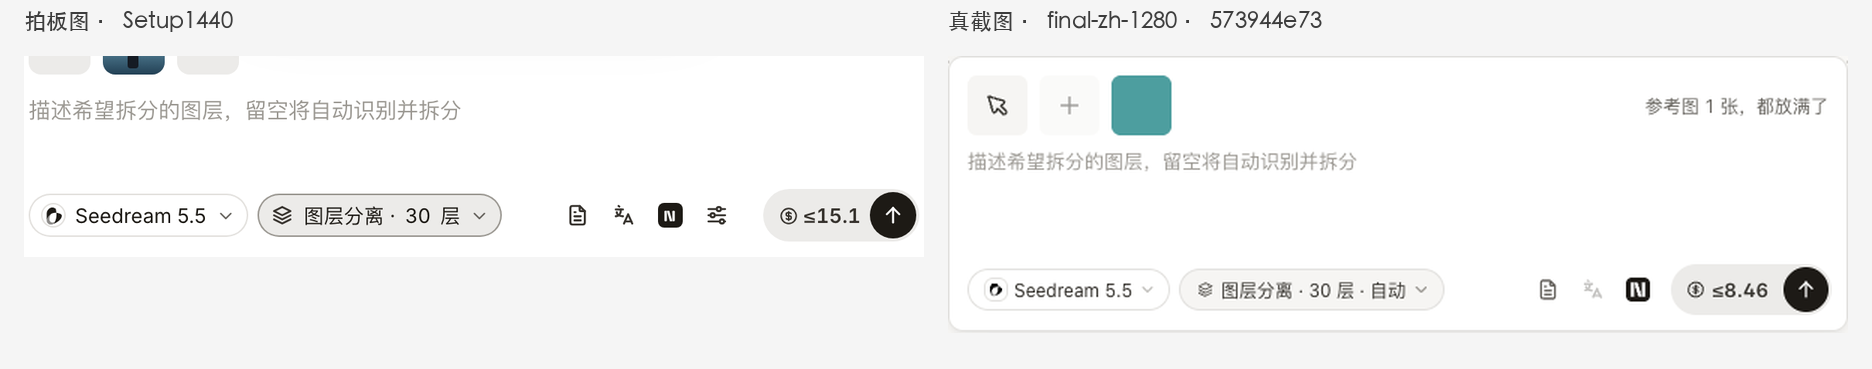 拍板图 · Setup1440
描述希望拆分的图层，留空将自动识别并拆分
Seedream 5.5
图层分离 · 30 层
文A
N
≤15.1
真截图 · final-zh-1280 · 573944e73
参考图 1 张，都放满了
描述希望拆分的图层，留空将自动识别并拆分
Seedream 5.5
图层分离 · 30 层 · 自动
文A
N
≤8.46